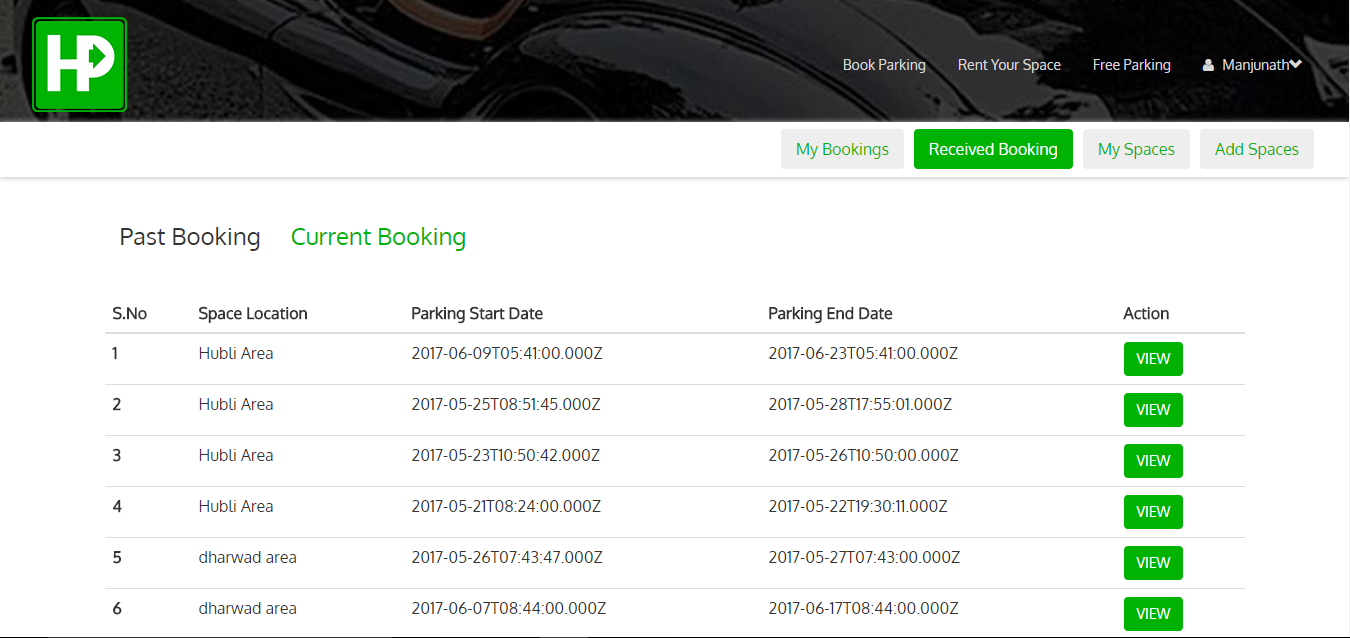 HP
Book Parking Rent Your Space Free Parking Manjunath
My Bookings Received Booking My Spaces Add Spaces
Past Booking Current Booking
S.No Space Location Parking Start Date Parking End Date Action
1 Hubli Area 2017-06-09T05:41:00.000Z 2017-06-23T05:41:00.000Z VIEW
2 Hubli Area 2017-05-25T08:51:45.000Z 2017-05-28T17:55:01.000Z VIEW
3 Hubli Area 2017-05-23T10:50:42.000Z 2017-05-26T10:50:00.000Z VIEW
4 Hubli Area 2017-05-21T08:24:00.000Z 2017-05-22T19:30:11.000Z VIEW
5 dharwad area 2017-05-26T07:43:47.000Z 2017-05-27T07:43:00.000Z VIEW
6 dharwad area 2017-06-07T08:44:00.000Z 2017-06-17T08:44:00.000Z VIEW